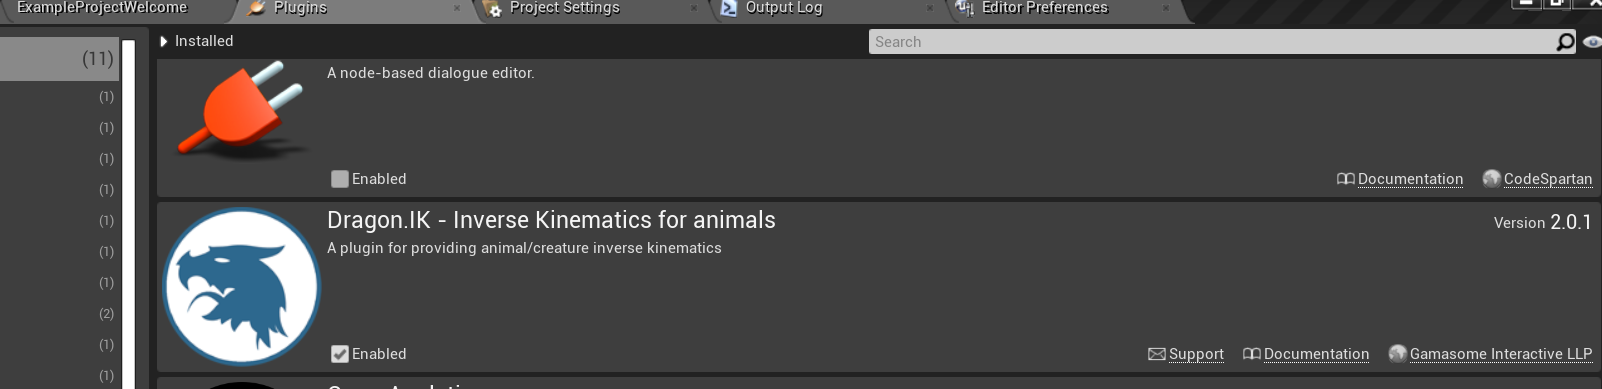 ExampleProjectWelcome
Plugins
Project Settings
Output Log
Editor Preferences
Installed
Search
(11)
(1)
(1)
(1)
(1)
(1)
(1)
(1)
(2)
(1)
(1)
A node-based dialogue editor.
Enabled
Documentation
CodeSpartan
Dragon.IK - Inverse Kinematics for animals
Version 2.0.1
A plugin for providing animal/creature inverse kinematics
Enabled
Support
Documentation
Gamasome Interactive LLP